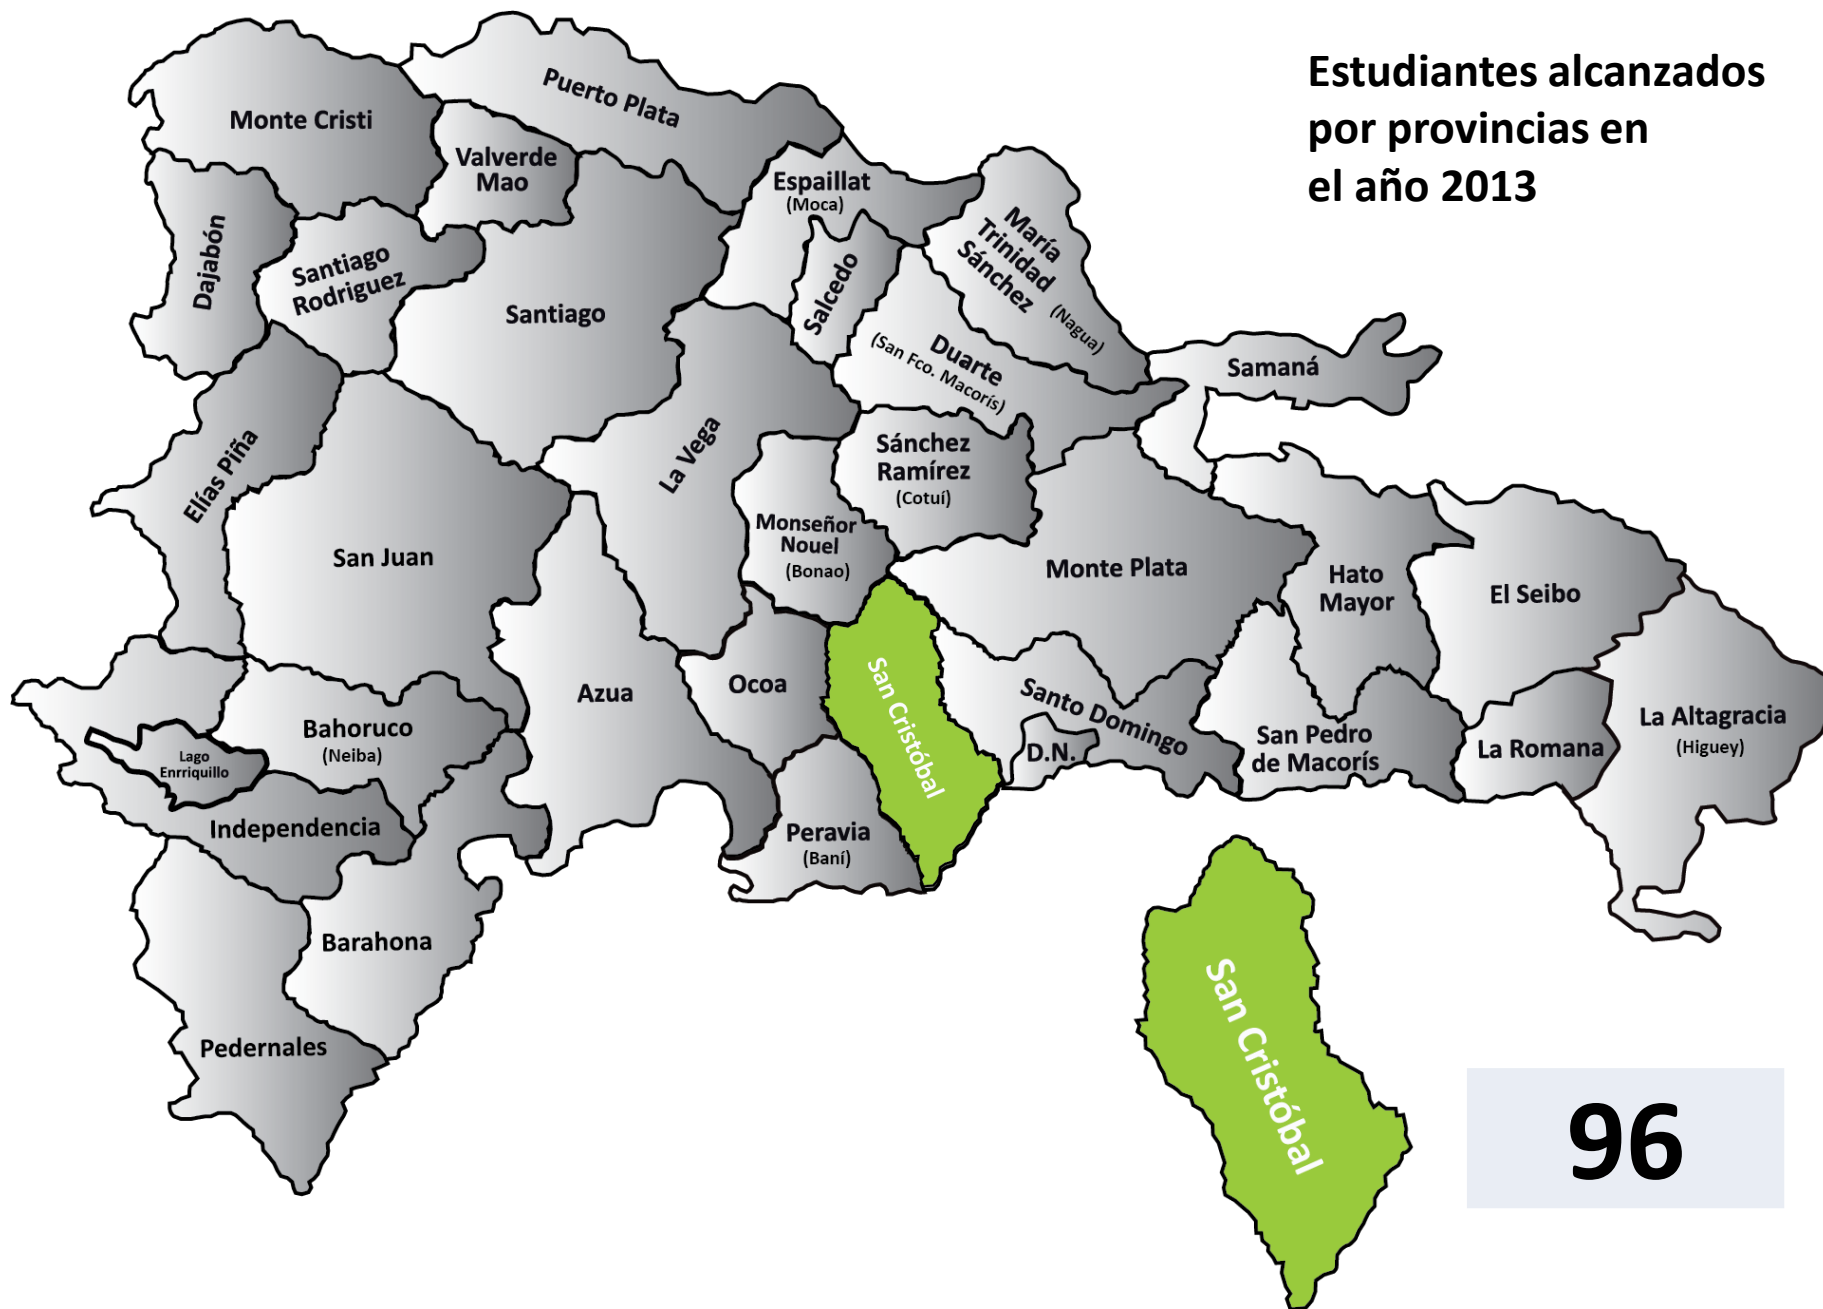 Estudiantes alcanzados
por provincias en
el año 2013
Puerto Plata
Monte Cristi
Valverde
Mao
Espaillat
(Moca)
María
Trinidad
Sánchez
(Nagua)
Dajabón
Santiago
Rodriguez
Santiago
Salcedo
Duarte
(San Fco. Macorís)
Samaná
Elías Piña
La Vega
Sánchez
Ramírez
(Cotuí)
San Juan
Monseñor
Nouel
(Bonao)
Monte Plata
Hato
Mayor
El Seibo
Azua
Ocoa
San Cristóbal
Santo Domingo
D.N.
San Pedro
de Macorís
La Romana
La Altagracia
(Higuey)
Bahoruco
(Neiba)
Lago
Enrriquillo
Independencia
Peravia
(Baní)
Barahona
Pedernales
San Cristóbal
96